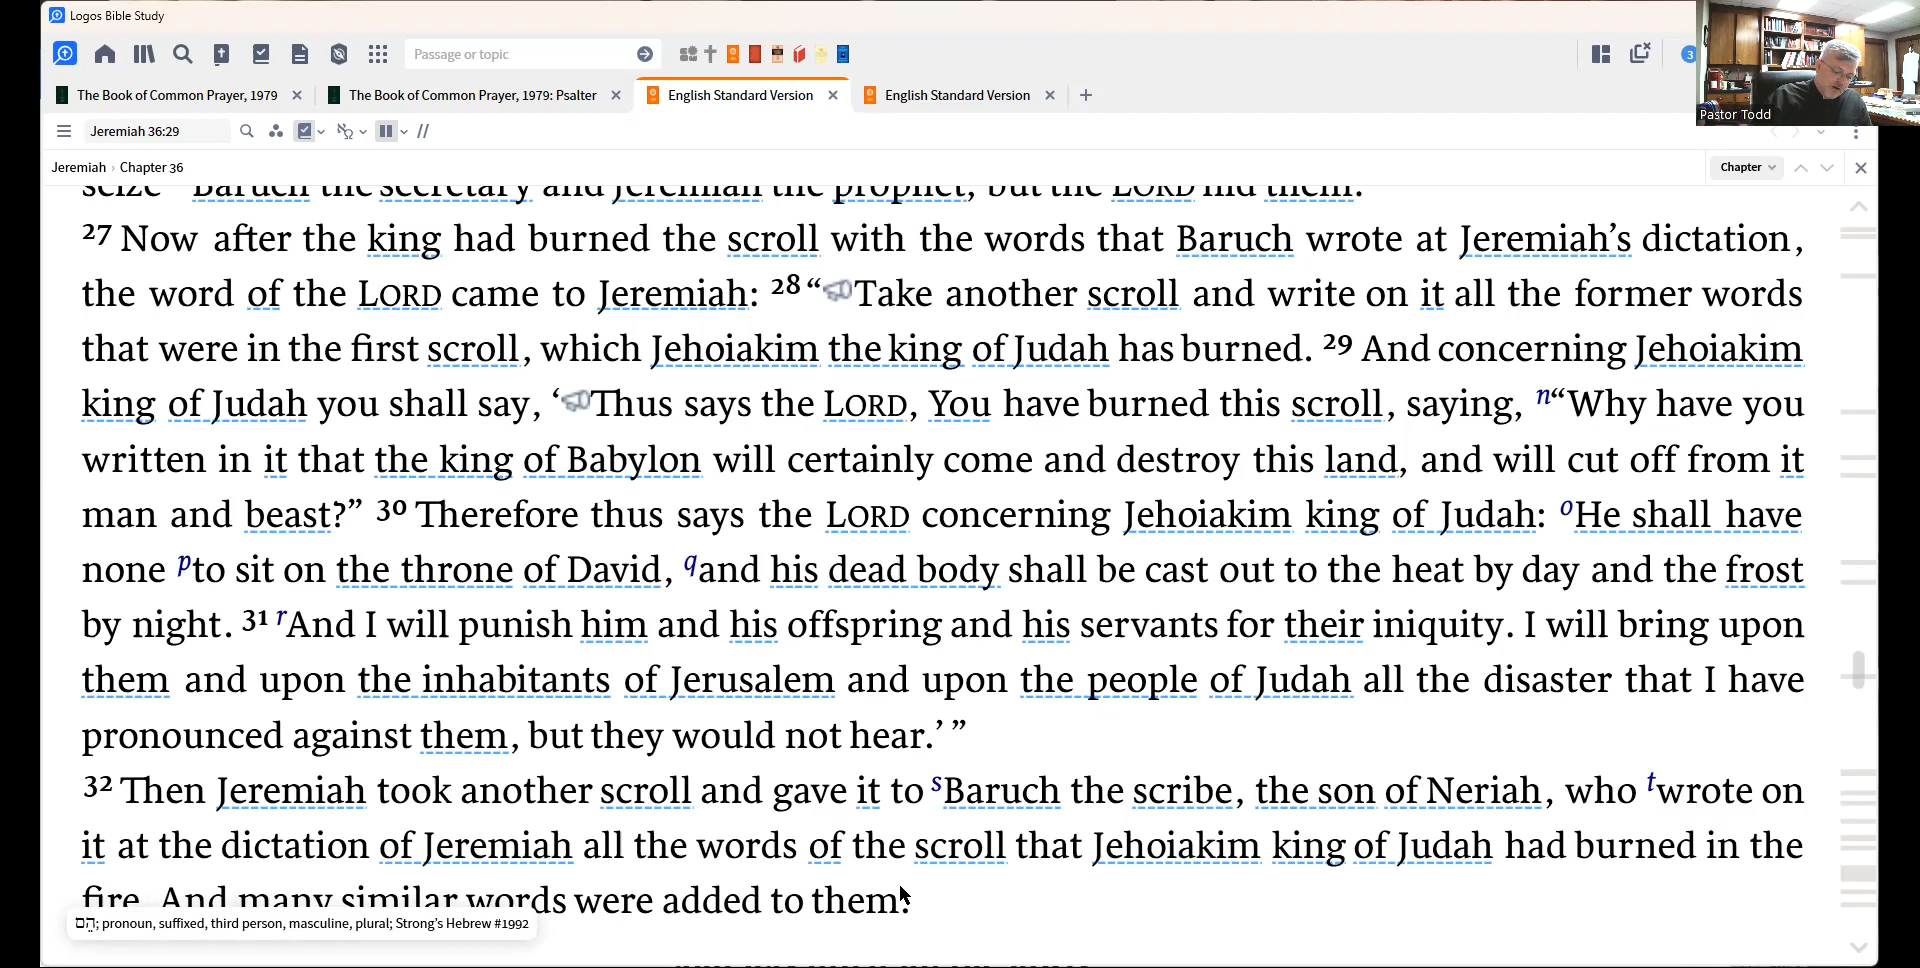 Logos Bible Study
Passage or topic
3
The Book of Common Prayer, 1979
The Book of Common Prayer, 1979: Psalter
English Standard Version
English Standard Version
Pastor Todd
Jeremiah 36:29
Jeremiah › Chapter 36
Chapter
seize Baruch the secretary and Jeremiah the prophet, but the LORD hid them.
27 Now after the king had burned the scroll with the words that Baruch wrote at Jeremiah’s dictation,
the word of the LORD came to Jeremiah: 28 “Take another scroll and write on it all the former words
that were in the first scroll, which Jehoiakim the king of Judah has burned. 29 And concerning Jehoiakim
king of Judah you shall say, ‘Thus says the LORD, You have burned this scroll, saying, n“Why have you
written in it that the king of Babylon will certainly come and destroy this land, and will cut off from it
man and beast?” 30 Therefore thus says the LORD concerning Jehoiakim king of Judah: oHe shall have
none pto sit on the throne of David, qand his dead body shall be cast out to the heat by day and the frost
by night. 31 rAnd I will punish him and his offspring and his servants for their iniquity. I will bring upon
them and upon the inhabitants of Jerusalem and upon the people of Judah all the disaster that I have
pronounced against them, but they would not hear.’ ”
32 Then Jeremiah took another scroll and gave it to sBaruch the scribe, the son of Neriah, who twrote on
it at the dictation of Jeremiah all the words of the scroll that Jehoiakim king of Judah had burned in the
fire. And many similar words were added to them.
הֵם; pronoun, suffixed, third person, masculine, plural; Strong’s Hebrew #1992